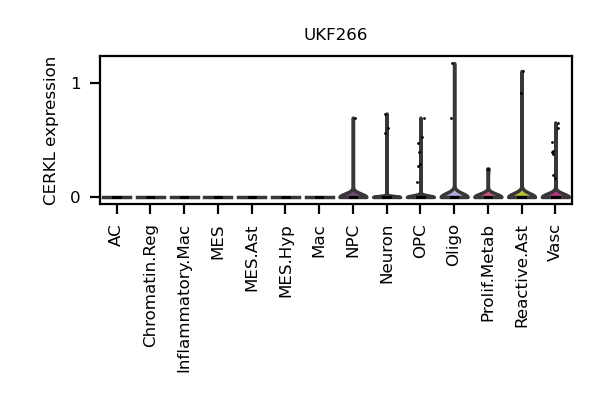 UKF266
CERKL expression
1
0
AC
Chromatin.Reg
Inflammatory.Mac
MES
MES.Ast
MES.Hyp
Mac
NPC
Neuron
OPC
Oligo
Prolif.Metab
Reactive.Ast
Vasc